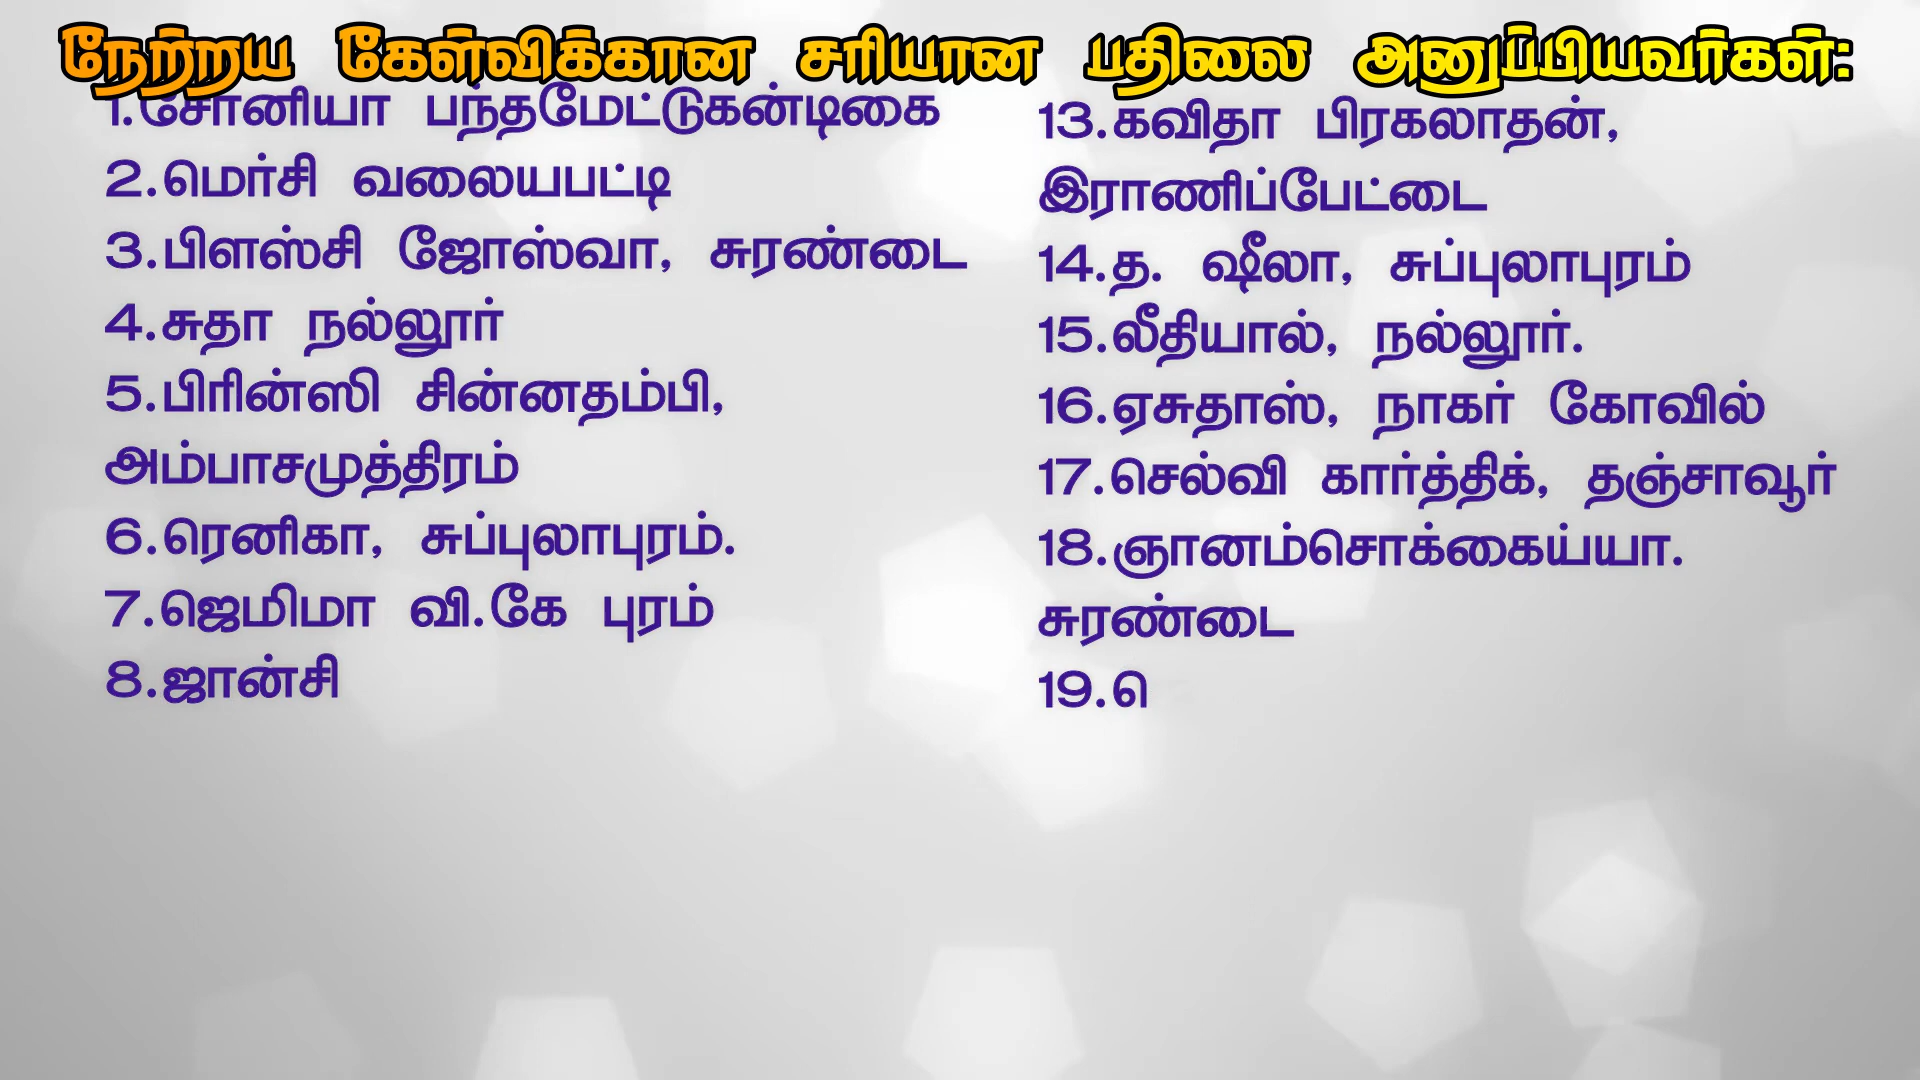 நேற்றய கேள்விக்கான சரியான பதிலை அனுப்பியவர்கள்:
1.சோனியா பந்தமேட்டுகன்டிகை
2.மெர்சி வலையபட்டி
3.பிளஸ்சி ஜோஸ்வா, சுரண்டை
4.சுதா நல்லூர்
5.பிரின்ஸி சின்னதம்பி,
அம்பாசமுத்திரம்
6.ரெனிகா, சுப்புலாபுரம்.
7.ஜெமிமா வி.கே புரம்
8.ஜான்சி
13.கவிதா பிரகலாதன்,
இராணிப்பேட்டை
14.த. ஷீலா, சுப்புலாபுரம்
15.லீதியால், நல்லூர்.
16.ஏசுதாஸ், நாகர் கோவில்
17.செல்வி கார்த்திக், தஞ்சாவூர்
18.ஞானம்சொக்கைய்யா.
சுரண்டை
19.ெ